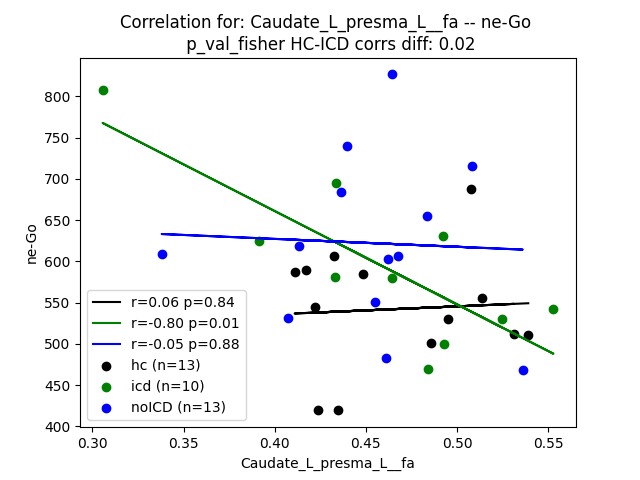 Correlation for: Caudate_L_presma_L__fa -- ne-Go
p_val_fisher HC-ICD corrs diff: 0.02
ne-Go
800
750
700
650
600
550
500
450
400
r=0.06 p=0.84
r=-0.80 p=0.01
r=-0.05 p=0.88
hc (n=13)
icd (n=10)
noICD (n=13)
0.30 0.35 0.40 0.45 0.50 0.55
Caudate_L_presma_L__fa